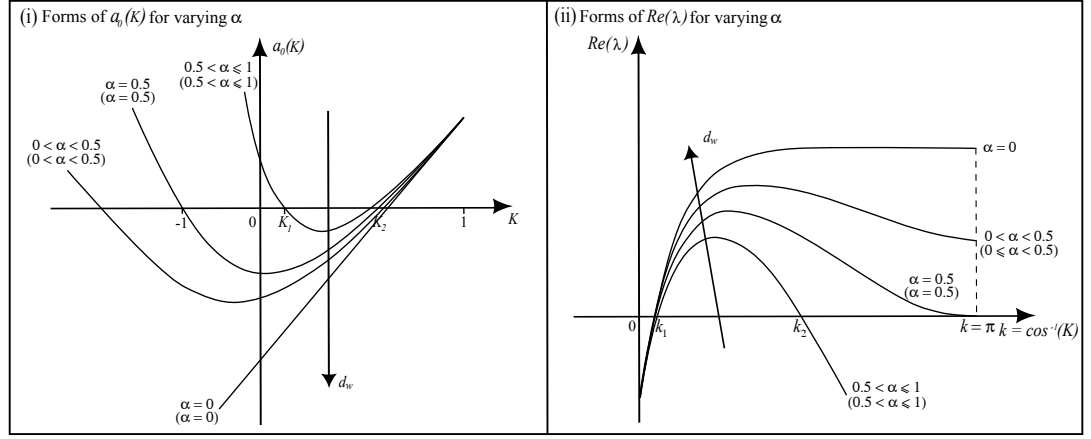 (i) Forms of a₀(K) for varying α
a₀(K)
0.5 < α ⩽ 1
(0.5 < α ⩽ 1)
α = 0.5
(α = 0.5)
0 < α < 0.5
(0 < α < 0.5)
-1
0
K₁
K₂
1
K
d_w
α = 0
(α = 0)
(ii) Forms of Re(λ) for varying α
Re(λ)
d_w
α = 0
0 < α < 0.5
(0 ⩽ α < 0.5)
α = 0.5
(α = 0.5)
0
k₁
k₂
k = π
k = cos⁻¹(K)
0.5 < α ⩽ 1
(0.5 < α ⩽ 1)